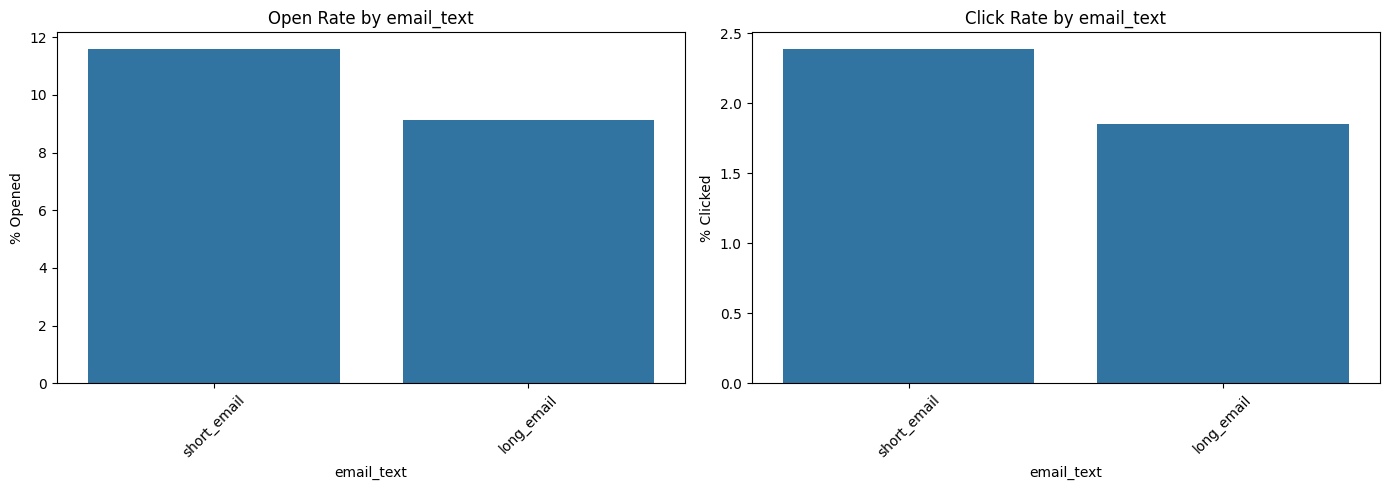 Open Rate by email_text
% Opened
12
10
8
6
4
2
0
short_email
long_email
email_text
Click Rate by email_text
% Clicked
2.5
2.0
1.5
1.0
0.5
0.0
short_email
long_email
email_text